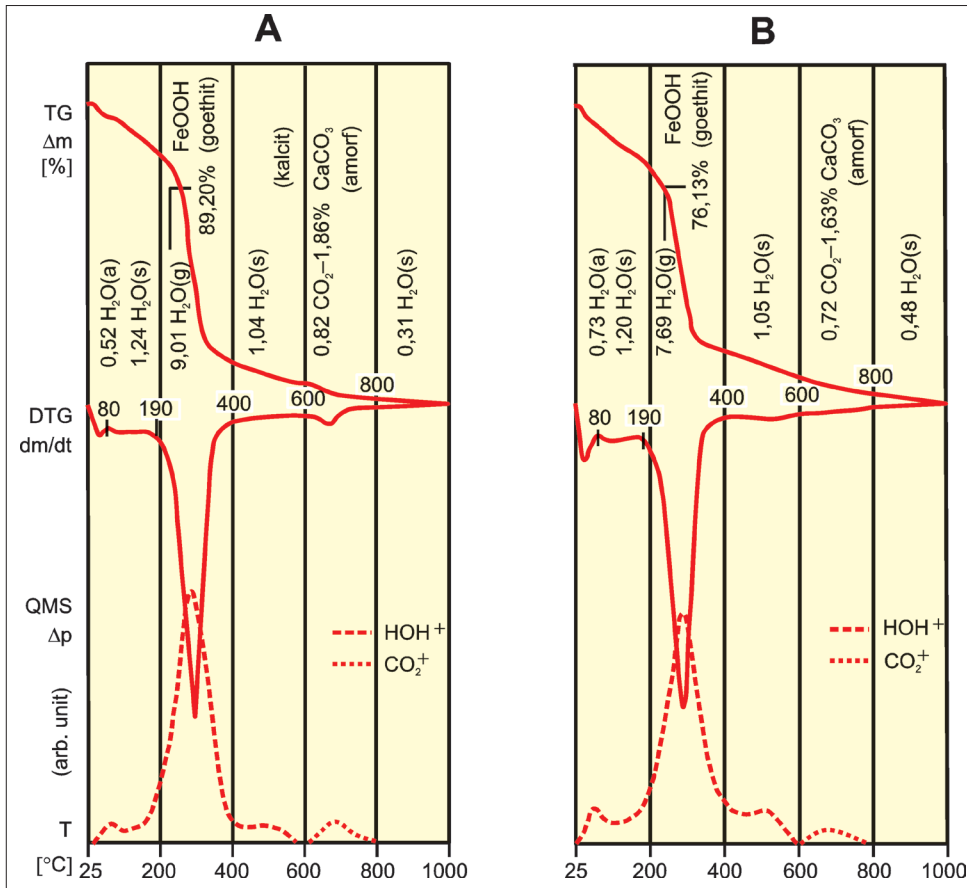 A
TG
Δm
[%]
FeOOH
(goethit)
89,20%
(kalcit)
0,82 CO₂–1,86% CaCO₃
(amorf)
0,52 H₂O(a)
1,24 H₂O(s)
9,01 H₂O(g)
1,04 H₂O(s)
0,31 H₂O(s)
DTG
dm/dt
80
190
400
600
800
QMS
Δp
(arb. unit)
HOH⁺
CO₂⁺
T
[°C]
25 200 400 600 800 1000
B
FeOOH
(goethit)
76,13%
0,73 H₂O(a)
1,20 H₂O(s)
7,69 H₂O(g)
1,05 H₂O(s)
0,72 CO₂–1,63% CaCO₃
(amorf)
0,48 H₂O(s)
80
190
400
600
800
HOH⁺
CO₂⁺
25 200 400 600 800 1000